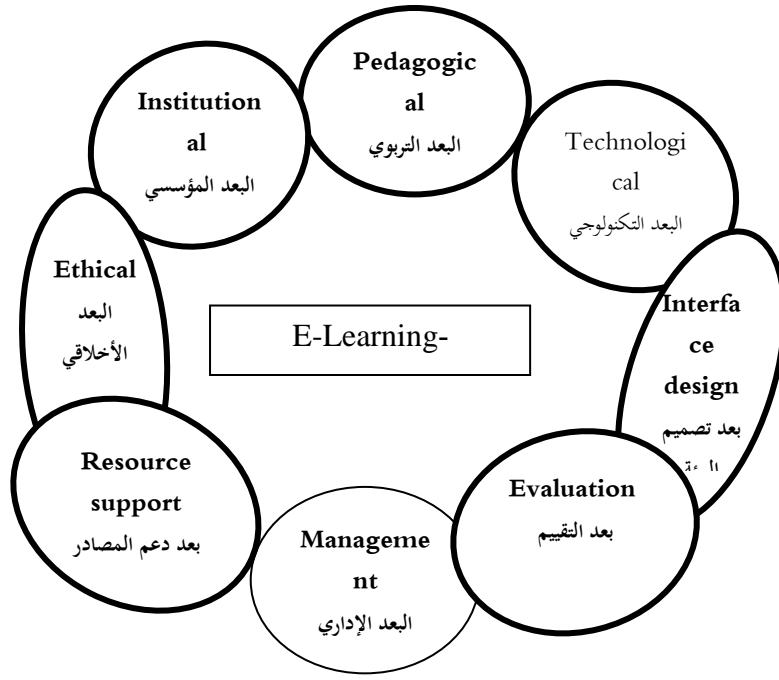 Pedagogic
al
البعد التربوي
Institution
al
البعد المؤسسي
Technologi
cal
البعد التكنولوجي
Ethical
البعد
الأخلاقي
E-Learning-
Interfa
ce
design
بعد تصميم
Resource
support
بعد دعم المصادر
Evaluation
بعد التقييم
Manageme
nt
البعد الإداري